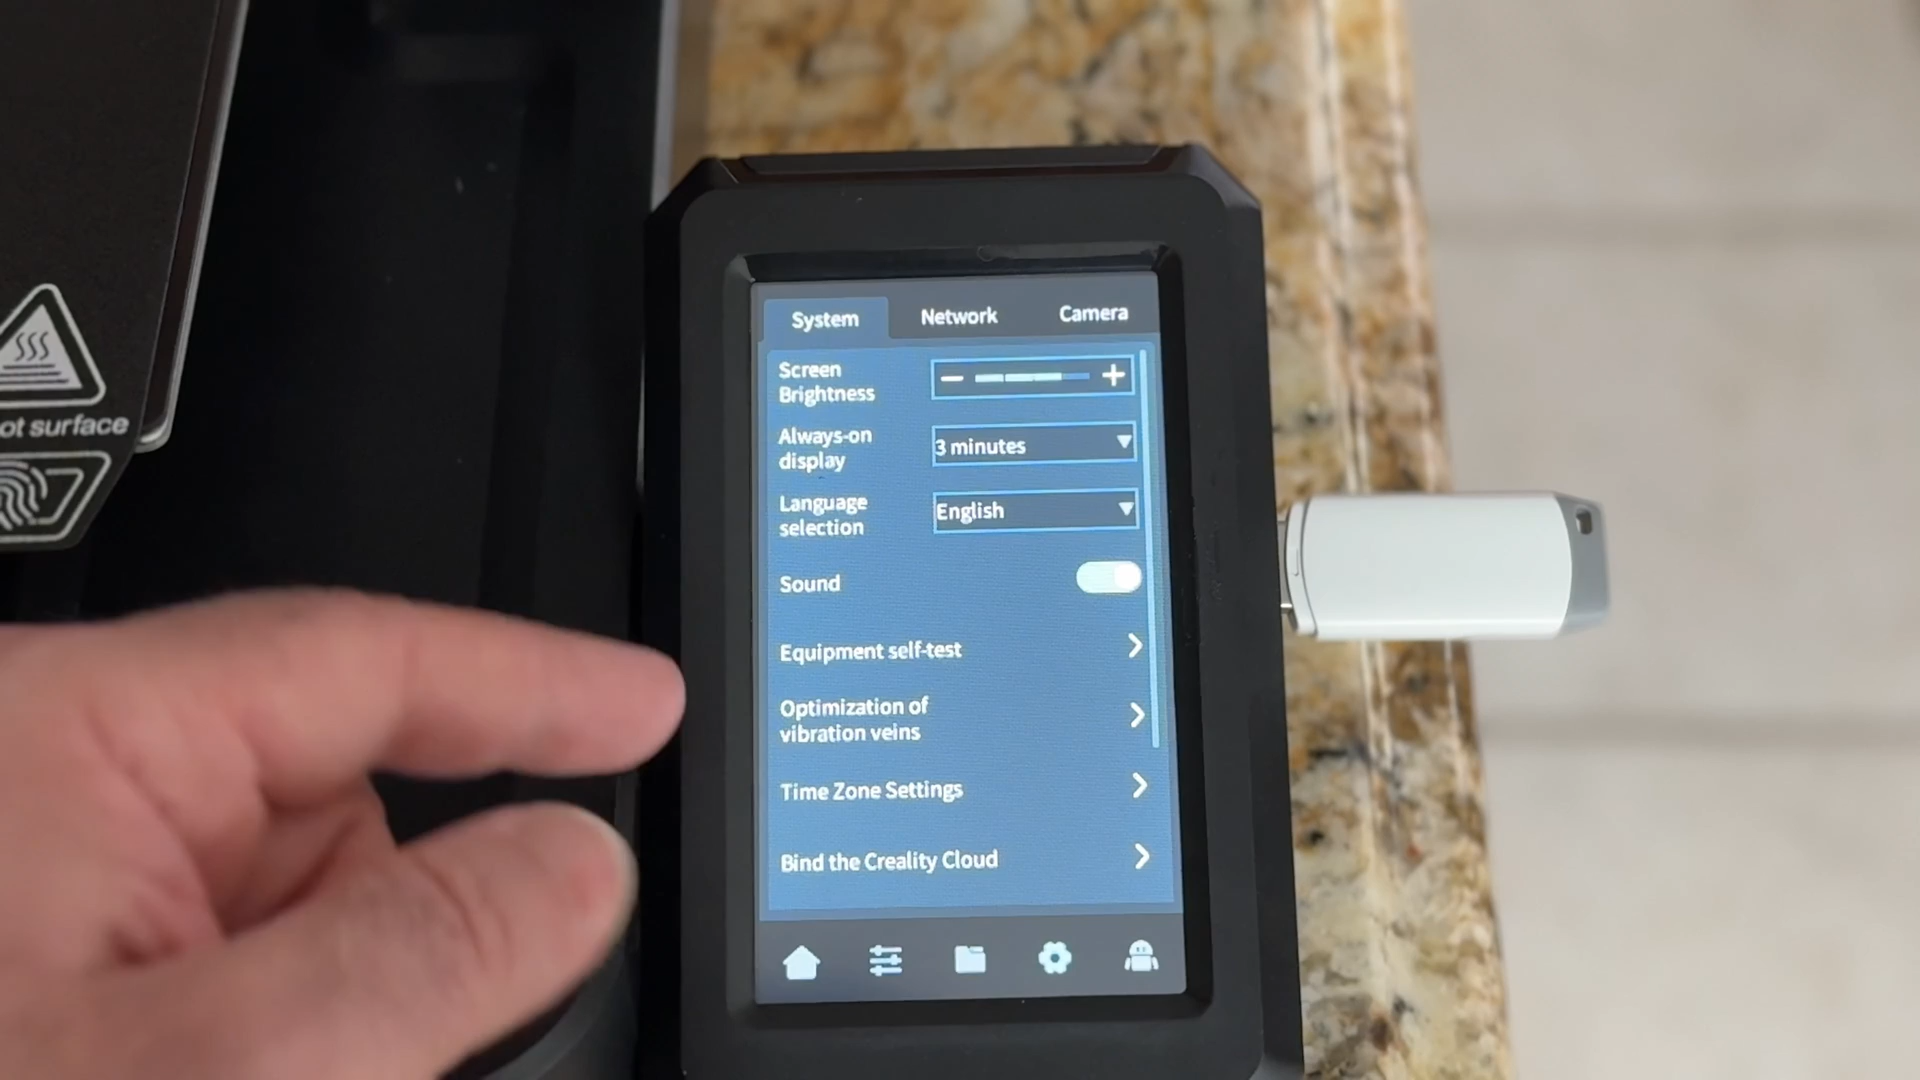 System Network Camera
Screen
Brightness
Always-on
display
3 minutes
Language
selection
English
Sound
Equipment self-test
Optimization of
vibration veins
Time Zone Settings
Bind the Creality Cloud
ot surface